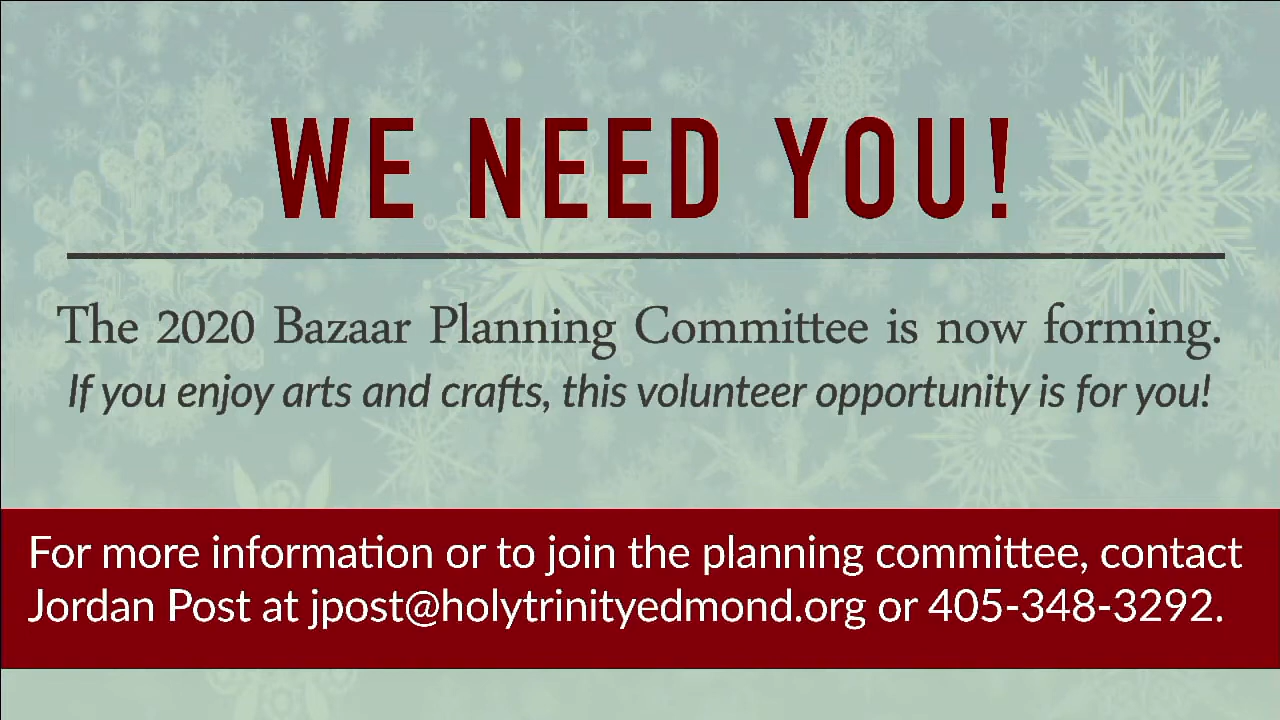 WE NEED YOU!
The 2020 Bazaar Planning Committee is now forming.
If you enjoy arts and crafts, this volunteer opportunity is for you!
For more information or to join the planning committee, contact
Jordan Post at jpost@holytrinityedmond.org or 405-348-3292.